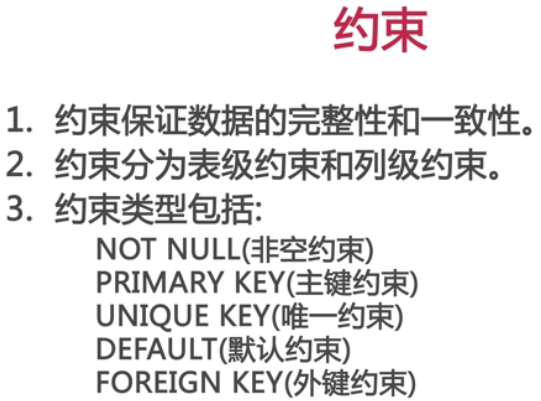 约束
1. 约束保证数据的完整性和一致性。
2. 约束分为表级约束和列级约束。
3. 约束类型包括:
NOT NULL(非空约束)
PRIMARY KEY(主键约束)
UNIQUE KEY(唯一约束)
DEFAULT(默认约束)
FOREIGN KEY(外键约束)